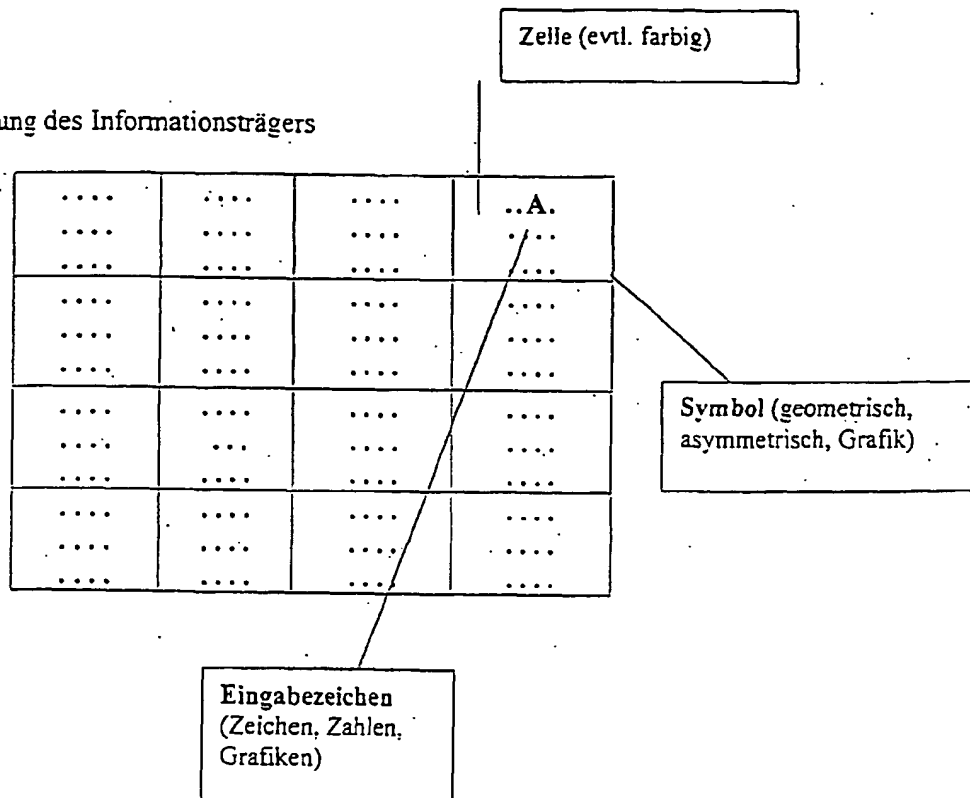 Zelle (evtl. farbig)
ung des Informationsträgers
.... .... .... ..A.
.... .... .... ....
.... .... .... ....
.... .... .... ....
.... .... .... ....
.... .... .... ....
.... .... .... ....
.... ... .... ....
.... .... .... ....
.... .... .... ....
.... .... .... ....
.... .... .... ....
Symbol (geometrisch,
asymmetrisch, Grafik)
Eingabezeichen
(Zeichen, Zahlen,
Grafiken)